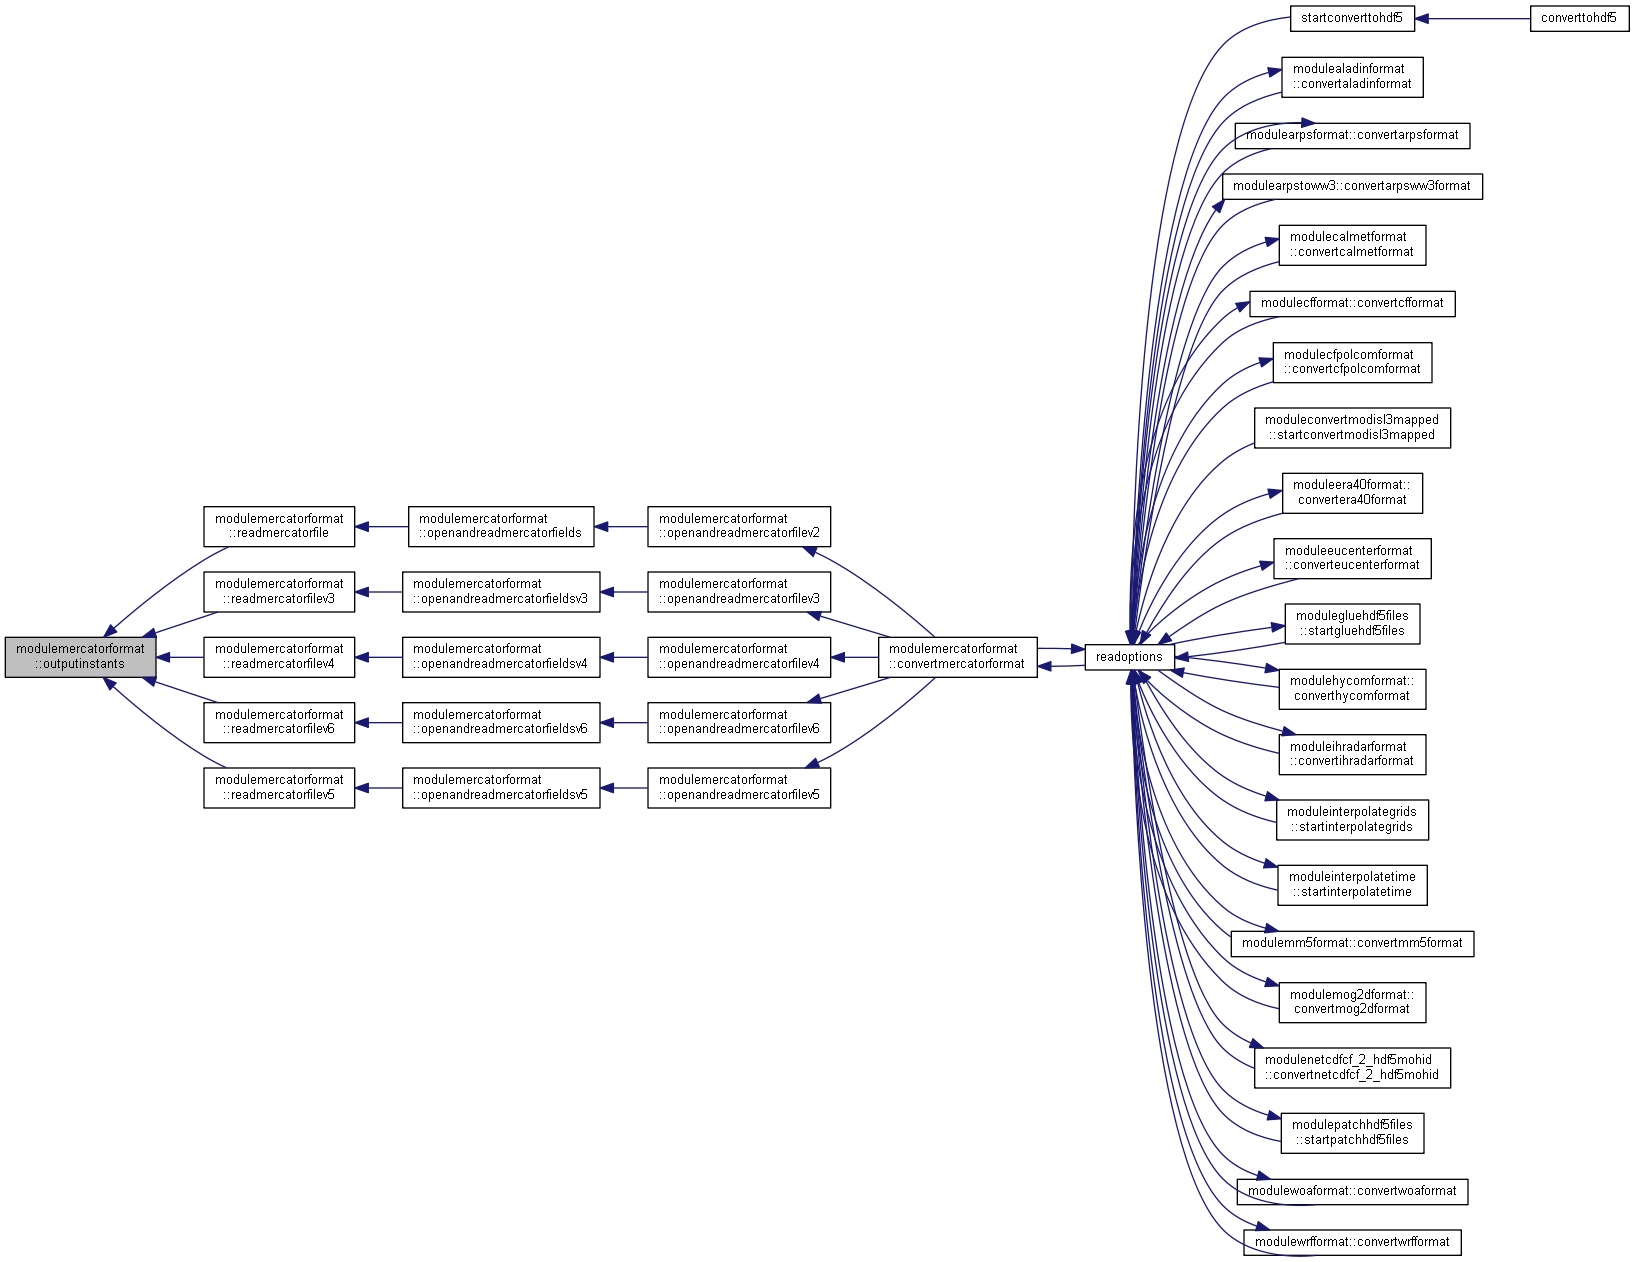 startconverttohdf5
converttohdf5
modulealadinformat
::convertaladinformat
modulearpsformat::convertarpsformat
modulearpstoww3::convertarpsww3format
modulecalmetformat
::convertcalmetformat
modulecfformat::convertcfformat
modulecfpolcomformat
::convertcfpolcomformat
moduleconvertmodisl3mapped
::startconvertmodisl3mapped
moduleera40format::
convertera40format
moduleeucenterformat
::converteucenterformat
modulegluehdf5files
::startgluehdf5files
modulehycomformat::
converthycomformat
moduleihradarformat
::convertihradarformat
moduleinterpolategrids
::startinterpolategrids
moduleinterpolatetime
::startinterpolatetime
modulemm5format::convertmm5format
modulemog2dformat::
convertmog2dformat
modulenetcdfcf_2_hdf5mohid
::convertnetcdfcf_2_hdf5mohid
modulepatchhdf5files
::startpatchhdf5files
modulewoaformat::convertwoaformat
modulewrfformat::convertwrfformat
readoptions
modulemercatorformat
::convertmercatorformat
modulemercatorformat
::openandreadmercatorfilev2
modulemercatorformat
::openandreadmercatorfilev3
modulemercatorformat
::openandreadmercatorfilev4
modulemercatorformat
::openandreadmercatorfilev6
modulemercatorformat
::openandreadmercatorfilev5
modulemercatorformat
::openandreadmercatorfields
modulemercatorformat
::openandreadmercatorfieldsv3
modulemercatorformat
::openandreadmercatorfieldsv4
modulemercatorformat
::openandreadmercatorfieldsv6
modulemercatorformat
::openandreadmercatorfieldsv5
modulemercatorformat
::readmercatorfile
modulemercatorformat
::readmercatorfilev3
modulemercatorformat
::readmercatorfilev4
modulemercatorformat
::readmercatorfilev6
modulemercatorformat
::readmercatorfilev5
modulemercatorformat
::outputinstants